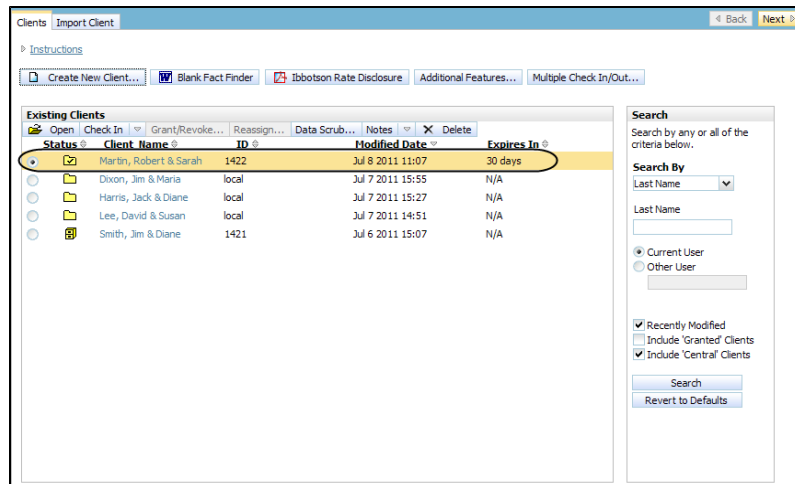 Clients Import Client Back Next
Instructions
Create New Client... W Blank Fact Finder Ibbotson Rate Disclosure Additional Features... Multiple Check In/Out...
Existing Clients
Open Check In Grant/Revoke... Reassign... Data Scrub... Notes Delete
Status Client Name ID Modified Date Expires In
Martin, Robert & Sarah 1422 Jul 8 2011 11:07 30 days
Dixon, Jim & Maria local Jul 7 2011 15:55 N/A
Harris, Jack & Diane local Jul 7 2011 15:27 N/A
Lee, David & Susan local Jul 7 2011 14:51 N/A
Smith, Jim & Diane 1421 Jul 6 2011 15:07 N/A
Search
Search by any or all of the
criteria below.
Search By
Last Name
Last Name
Current User
Other User
Recently Modified
Include 'Granted' Clients
Include 'Central' Clients
Search
Revert to Defaults